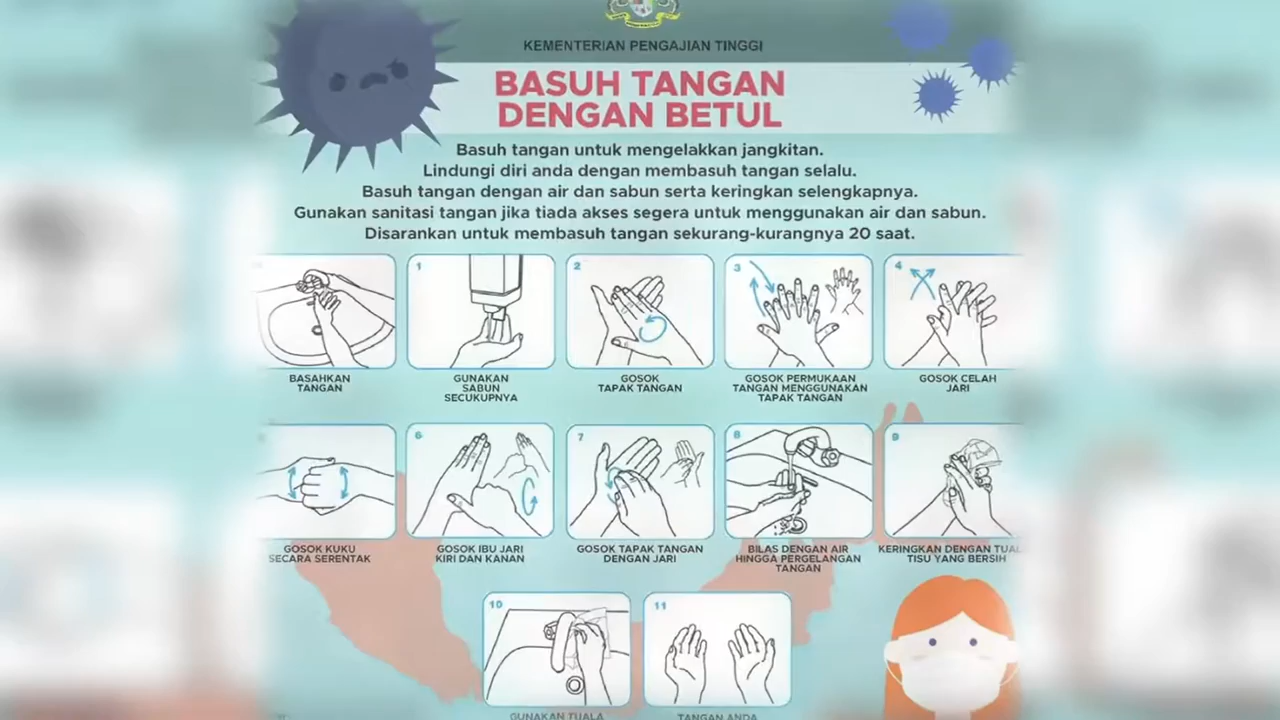 KEMENTERIAN PENGAJIAN TINGGI
BASUH TANGAN
DENGAN BETUL
Basuh tangan untuk mengelakkan jangkitan.
Lindungi diri anda dengan membasuh tangan selalu.
Basuh tangan dengan air dan sabun serta keringkan selengkapnya.
Gunakan sanitasi tangan jika tiada akses segera untuk menggunakan air dan sabun.
Disarankan untuk membasuh tangan sekurang-kurangnya 20 saat.
BASAHKAN
TANGAN
1
GUNAKAN
SABUN
SECUKUPNYA
2
GOSOK
TAPAK TANGAN
3
GOSOK PERMUKAAN
TANGAN MENGGUNAKAN
TAPAK TANGAN
4
GOSOK CELAH
JARI
GOSOK KUKU
SECARA SERENTAK
6
GOSOK IBU JARI
KIRI DAN KANAN
7
GOSOK TAPAK TANGAN
DENGAN JARI
8
BILAS DENGAN AIR
HINGGA PERGELANGAN
TANGAN
9
KERINGKAN DENGAN
TISU YANG BERSIH
10
GUNAKAN TUALA
11
TANGAN ANDA